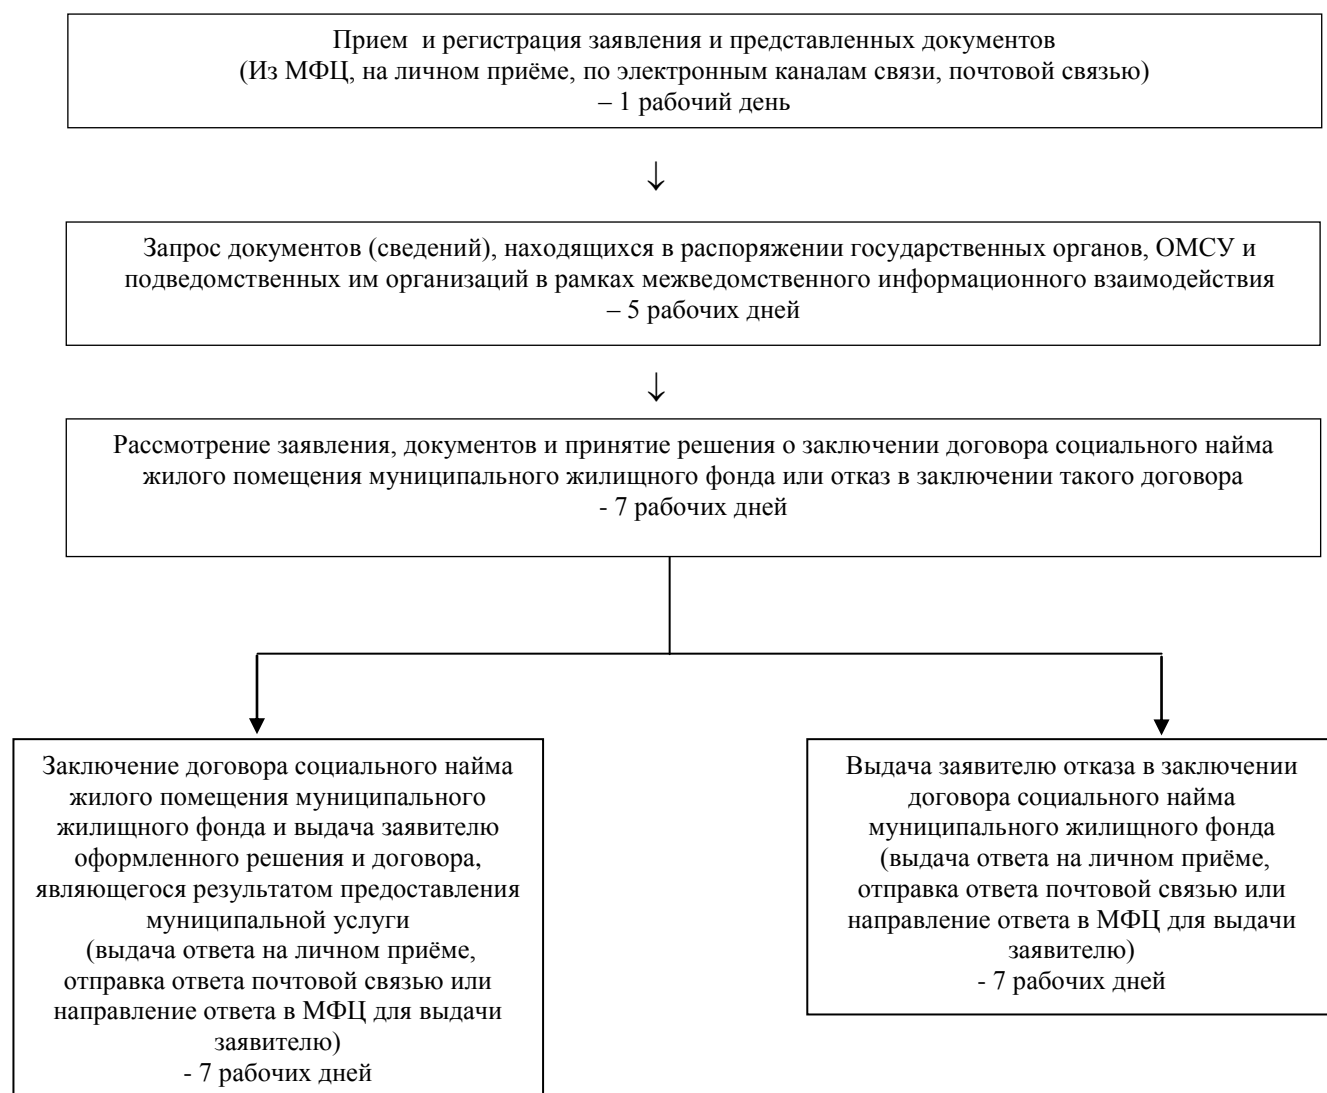 Прием и регистрация заявления и представленных документов
(Из МФЦ, на личном приёме, по электронным каналам связи, почтовой связью)
– 1 рабочий день
↓
Запрос документов (сведений), находящихся в распоряжении государственных органов, ОМСУ и
подведомственных им организаций в рамках межведомственного информационного взаимодействия
– 5 рабочих дней
↓
Рассмотрение заявления, документов и принятие решения о заключении договора социального найма
жилого помещения муниципального жилищного фонда или отказ в заключении такого договора
- 7 рабочих дней
Заключение договора социального найма
жилого помещения муниципального
жилищного фонда и выдача заявителю
оформленного решения и договора,
являющегося результатом предоставления
муниципальной услуги
(выдача ответа на личном приёме,
отправка ответа почтовой связью или
направление ответа в МФЦ для выдачи
заявителю)
- 7 рабочих дней
Выдача заявителю отказа в заключении
договора социального найма
муниципального жилищного фонда
(выдача ответа на личном приёме,
отправка ответа почтовой связью или
направление ответа в МФЦ для выдачи
заявителю)
- 7 рабочих дней